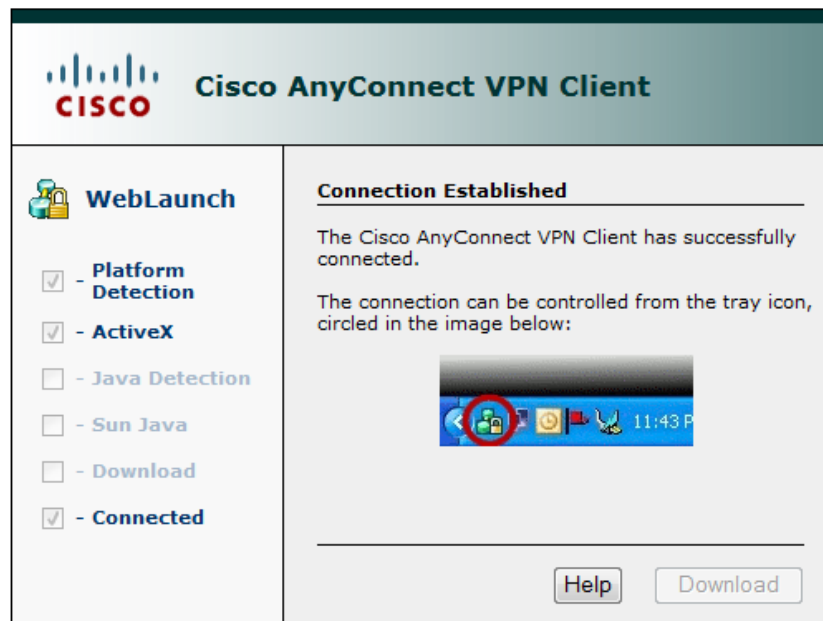 CISCO
Cisco AnyConnect VPN Client
WebLaunch
- Platform
Detection
- ActiveX
- Java Detection
- Sun Java
- Download
- Connected
Connection Established
The Cisco AnyConnect VPN Client has successfully
connected.
The connection can be controlled from the tray icon,
circled in the image below:
11:43 P
Help
Download